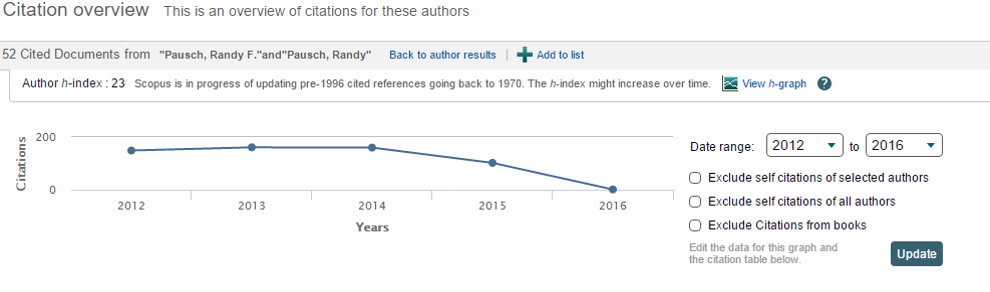 Citation overview This is an overview of citations for these authors
52 Cited Documents from "Pausch, Randy F."and"Pausch, Randy" Back to author results | Add to list
Author h-index : 23 Scopus is in progress of updating pre-1996 cited references going back to 1970. The h-index might increase over time. View h-graph ?
200
Citations
0
2012 2013 2014 2015 2016
Years
Date range: 2012 to 2016
Exclude self citations of selected authors
Exclude self citations of all authors
Exclude Citations from books
Edit the data for this graph and
the citation table below.
Update